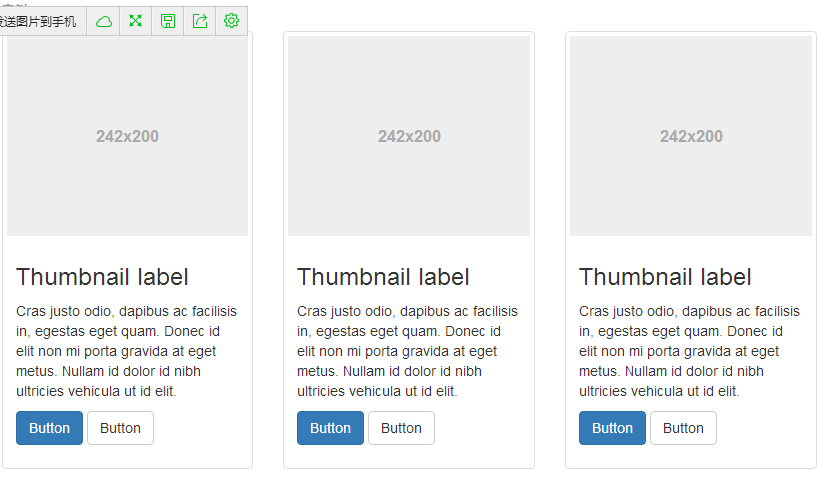 发送图片到手机
242x200
242x200
242x200
Thumbnail label
Cras justo odio, dapibus ac facilisis
in, egestas eget quam. Donec id
elit non mi porta gravida at eget
metus. Nullam id dolor id nibh
ultricies vehicula ut id elit.
Button Button
Thumbnail label
Cras justo odio, dapibus ac facilisis
in, egestas eget quam. Donec id
elit non mi porta gravida at eget
metus. Nullam id dolor id nibh
ultricies vehicula ut id elit.
Button Button
Thumbnail label
Cras justo odio, dapibus ac facilisis
in, egestas eget quam. Donec id
elit non mi porta gravida at eget
metus. Nullam id dolor id nibh
ultricies vehicula ut id elit.
Button Button